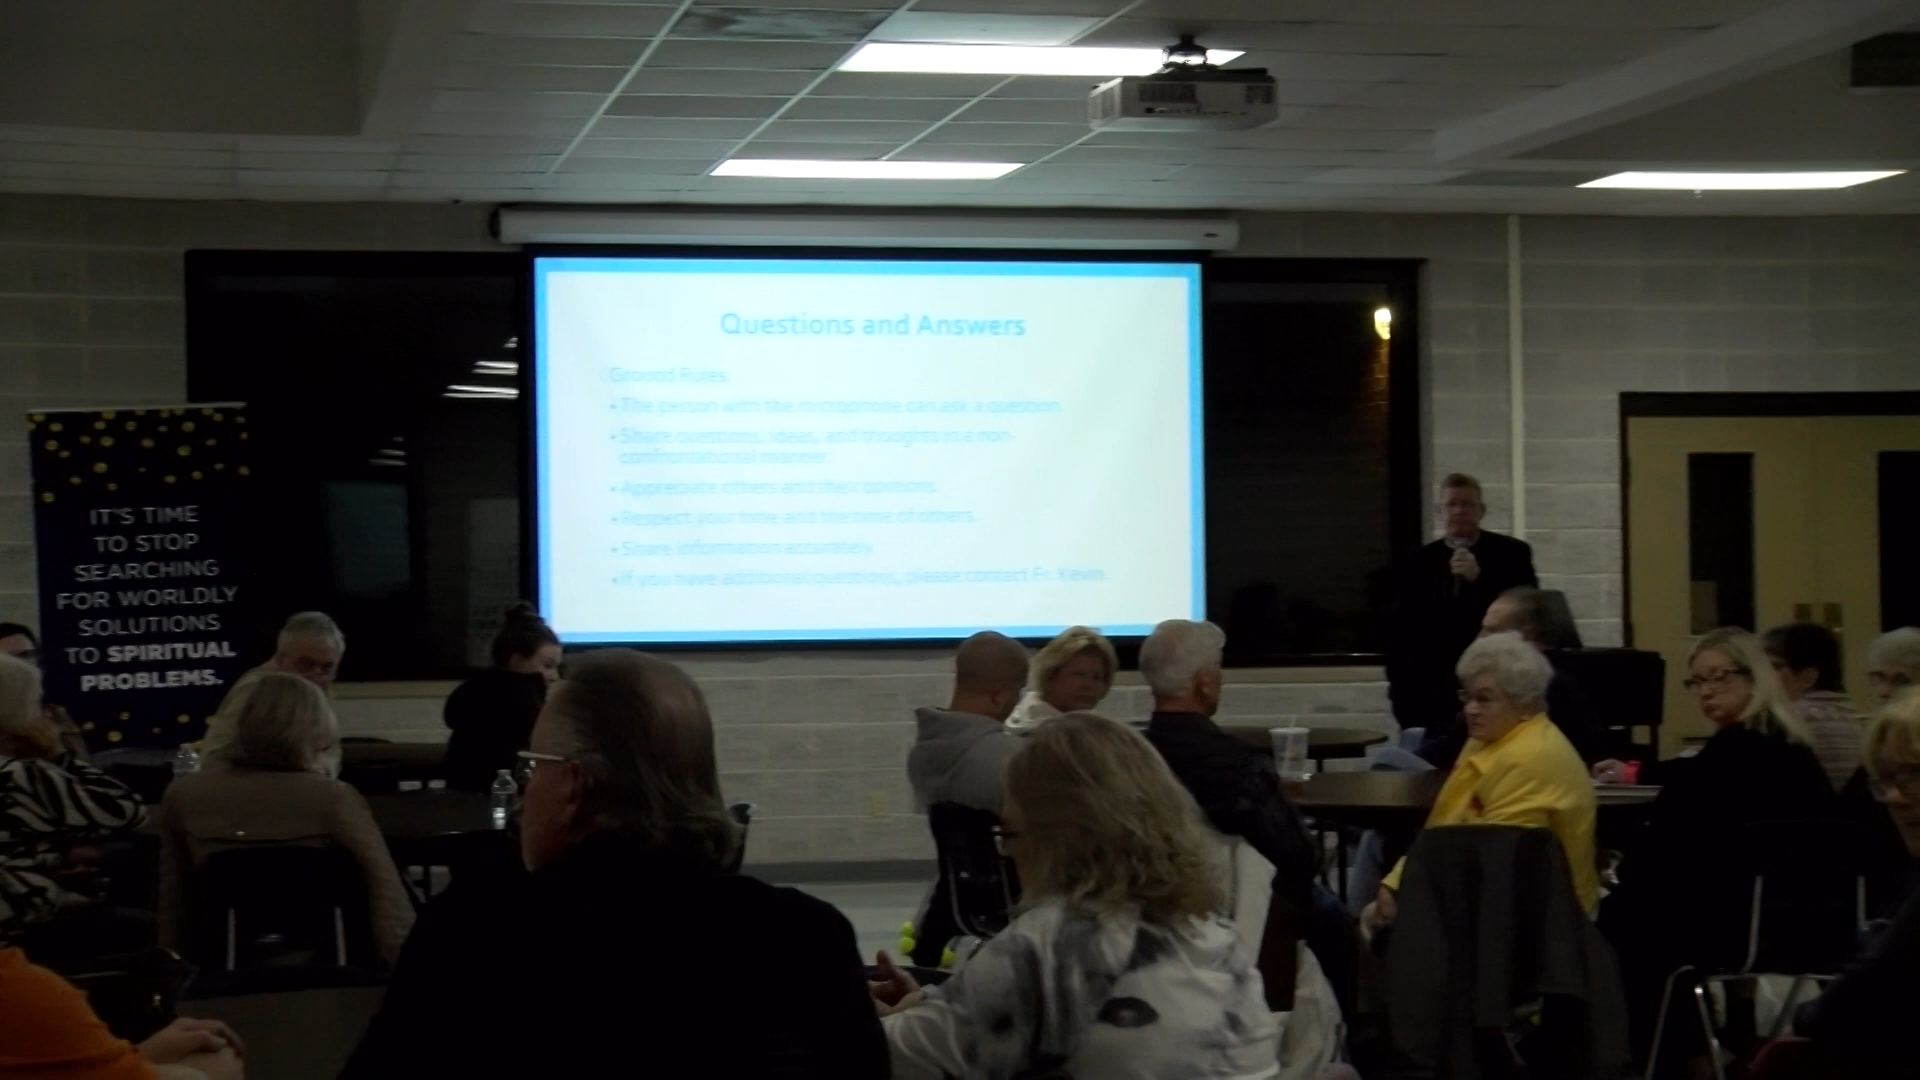 Questions and Answers
Ground Rules:
• The person with the microphone can ask a question.
• Share questions, ideas, and thoughts in a non-
confrontational manner.
• Appreciate others and their opinions.
• Respect your time and the time of others.
• Share information accurately.
• If you have additional questions, please contact Fr. Kevin.
IT'S TIME
TO STOP
SEARCHING
FOR WORLDLY
SOLUTIONS
TO SPIRITUAL
PROBLEMS.